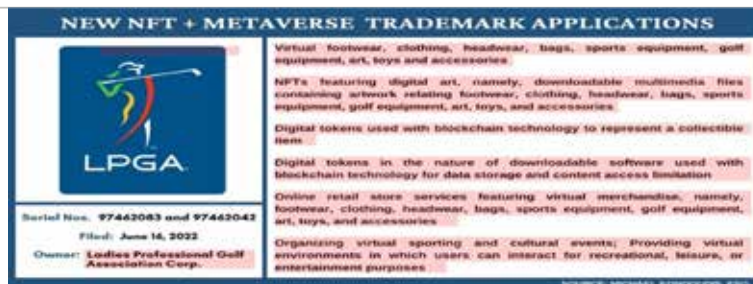 NEW NFT + METAVERSE TRADEMARK APPLICATIONS
LPGA
Serial Nos. 97462083 and 97462042
Filed: June 16, 2022
Owner: Ladies Professional Golf
Association Corp.
Virtual footwear, clothing, headwear, bags, sports equipment, golf
equipment, art, toys and accessories
NFTs featuring digital art, namely, downloadable multimedia files
containing artwork relating footwear, clothing, headwear, bags, sports
equipment, golf equipment, art, toys, and accessories
Digital tokens used with blockchain technology to represent a collectible
item
Digital tokens in the nature of downloadable software used with
blockchain technology for data storage and content access limitation
Online retail store services featuring virtual merchandise, namely,
footwear, clothing, headwear, bags, sports equipment, golf equipment,
art, toys, and accessories
Organizing virtual sporting and cultural events; Providing virtual
environments in which users can interact for recreational, leisure, or
entertainment purposes